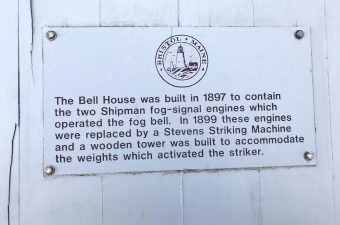 BRISTOL • MAINE •
The Bell House was built in 1897 to contain
the two Shipman fog-signal engines which
operated the fog bell. In 1899 these engines
were replaced by a Stevens Striking Machine
and a wooden tower was built to accommodate
the weights which activated the striker.